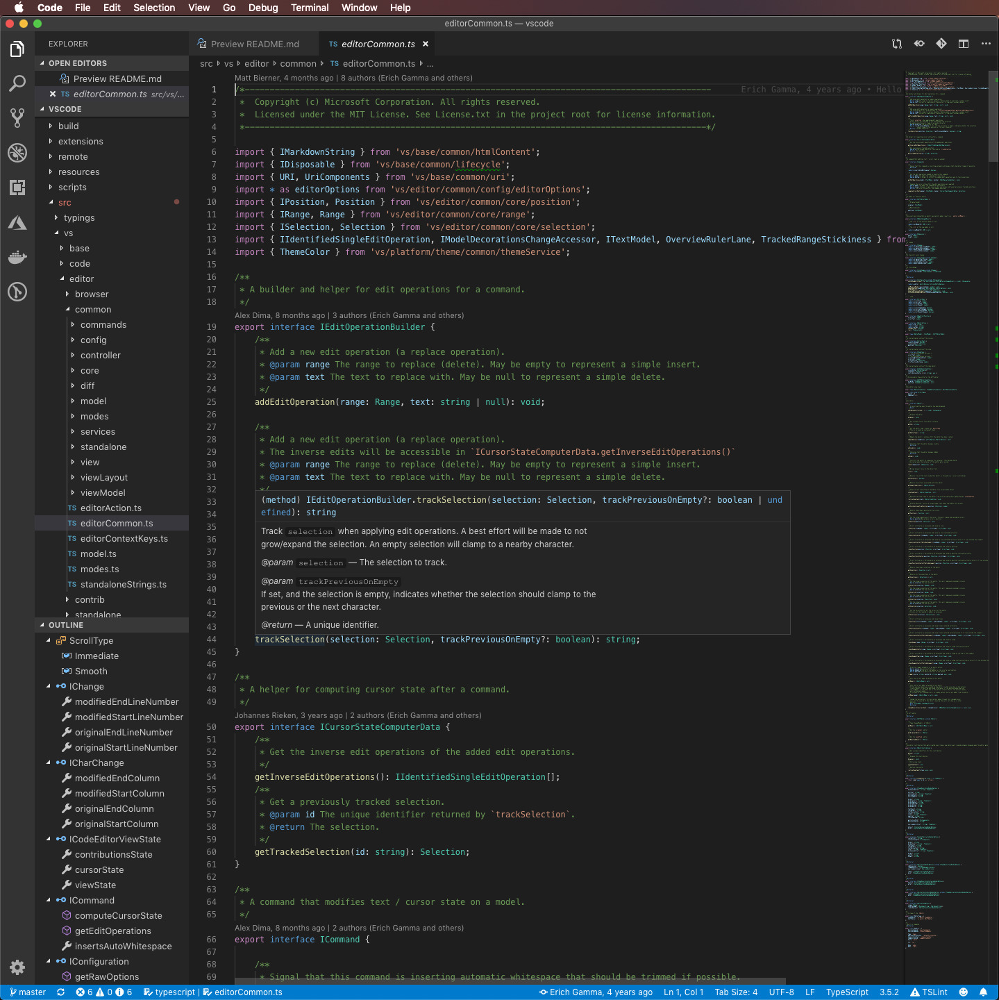 Code File Edit Selection View Go Debug Terminal Window Help
editorCommon.ts — vscode
EXPLORER
OPEN EDITORS
Preview README.md
TS editorCommon.ts src/vs/...
VSCODE
build
extensions
remote
resources
scripts
src
typings
vs
base
code
editor
browser
common
commands
config
controller
core
diff
model
modes
services
standalone
view
viewLayout
viewModel
TS editorAction.ts
TS editorCommon.ts
TS editorContextKeys.ts
TS model.ts
TS modes.ts
TS standaloneStrings.ts
contrib
standalone
OUTLINE
ScrollType
Immediate
Smooth
IChange
modifiedEndLineNumber
modifiedStartLineNumber
originalEndLineNumber
originalStartLineNumber
ICharChange
modifiedEndColumn
modifiedStartColumn
originalEndColumn
originalStartColumn
ICodeEditorViewState
contributionsState
cursorState
viewState
ICommand
computeCursorState
getEditOperations
insertsAutoWhitespace
IConfiguration
getRawOptions
Preview README.md
TS editorCommon.ts ×
src vs editor common TS editorCommon.ts ...
Matt Bierner, 4 months ago | 8 authors (Erich Gamma and others)
1 /*--------------------------------------------------------------------------------------------- Erich Gamma, 4 years ago • Hello
2 * Copyright (c) Microsoft Corporation. All rights reserved.
3 * Licensed under the MIT License. See License.txt in the project root for license information.
4 *--------------------------------------------------------------------------------------------*/
5
6 import { IMarkdownString } from 'vs/base/common/htmlContent';
7 import { IDisposable } from 'vs/base/common/lifecycle';
8 import { URI, UriComponents } from 'vs/base/common/uri';
9 import * as editorOptions from 'vs/editor/common/config/editorOptions';
10 import { IPosition, Position } from 'vs/editor/common/core/position';
11 import { IRange, Range } from 'vs/editor/common/core/range';
12 import { ISelection, Selection } from 'vs/editor/common/core/selection';
13 import { IIdentifiedSingleEditOperation, IModelDecorationsChangeAccessor, ITextModel, OverviewRulerLane, TrackedRangeStickiness } from
14 import { ThemeColor } from 'vs/platform/theme/common/themeService';
15
16 /**
17 * A builder and helper for edit operations for a command.
18 */
Alex Dima, 8 months ago | 3 authors (Erich Gamma and others)
19 export interface IEditOperationBuilder {
20 /**
21 * Add a new edit operation (a replace operation).
22 * @param range The range to replace (delete). May be empty to represent a simple insert.
23 * @param text The text to replace with. May be null to represent a simple delete.
24 */
25 addEditOperation(range: Range, text: string | null): void;
26
27 /**
28 * Add a new edit operation (a replace operation).
29 * The inverse edits will be accessible in `ICursorStateComputerData.getInverseEditOperations()`
30 * @param range The range to replace (delete). May be empty to represent a simple insert.
31 * @param text The text to replace with. May be null to represent a simple delete.
32 */
33 (method) IEditOperationBuilder.trackSelection(selection: Selection, trackPreviousOnEmpty?: boolean | und
34 efined): string
35 Track selection when applying edit operations. A best effort will be made to not
36 grow/expand the selection. An empty selection will clamp to a nearby character.
37
38 @param selection — The selection to track.
39 @param trackPreviousOnEmpty
40 If set, and the selection is empty, indicates whether the selection should clamp to the
41 previous or the next character.
42
43 @return — A unique identifier.
44 trackSelection(selection: Selection, trackPreviousOnEmpty?: boolean): string;
45 }
46
47 /**
48 * A helper for computing cursor state after a command.
49 */
Johannes Rieken, 3 years ago | 2 authors (Erich Gamma and others)
50 export interface ICursorStateComputerData {
51 /**
52 * Get the inverse edit operations of the added edit operations.
53 */
54 getInverseEditOperations(): IIdentifiedSingleEditOperation[];
55 /**
56 * Get a previously tracked selection.
57 * @param id The unique identifier returned by `trackSelection`.
58 * @return The selection.
59 */
60 getTrackedSelection(id: string): Selection;
61 }
62
63 /**
64 * A command that modifies text / cursor state on a model.
65 */
Alex Dima, 8 months ago | 2 authors (Erich Gamma and others)
66 export interface ICommand {
67
68 /**
69 * Signal that this command is inserting automatic whitespace that should be trimmed if possible.
master 6 0 6 typescript | editorCommon.ts Erich Gamma, 4 years ago Ln 1, Col 1 Tab Size: 4 UTF-8 LF TypeScript 3.5.2 TSLint